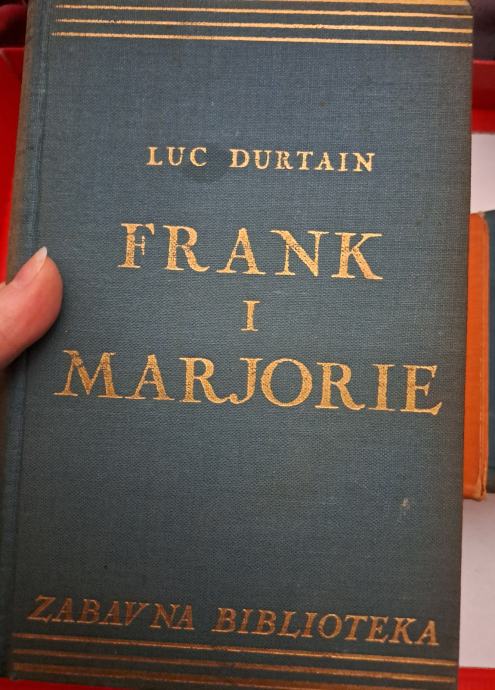 LUC DURTAIN
FRANK
I
MARJORIE
ZABAVNA BIBLIOTEKA